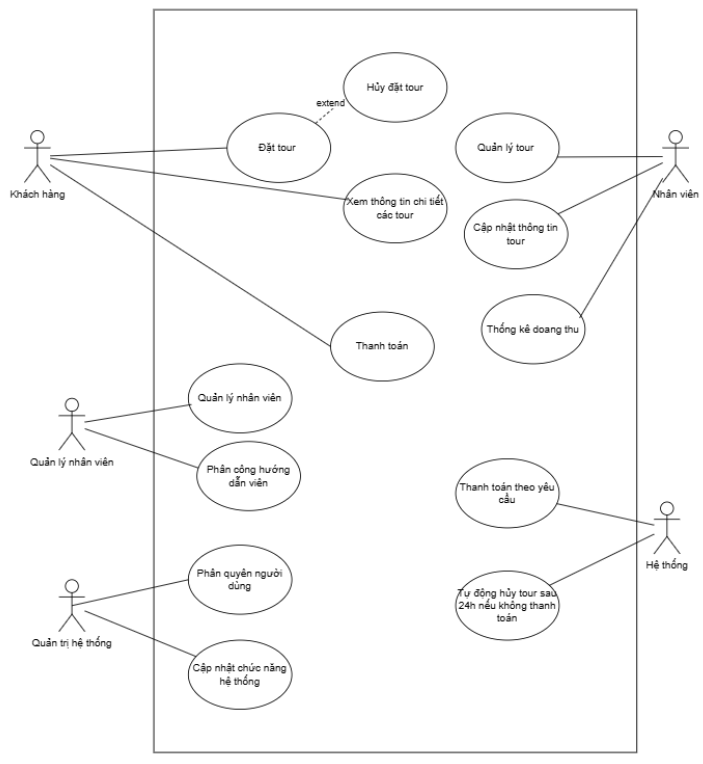 Hủy đặt tour
extend
Đặt tour
Quản lý tour
Khách hàng
Nhân viên
Xem thông tin chi tiết
các tour
Cập nhật thông tin
tour
Thống kê doang thu
Thanh toán
Quản lý nhân viên
Quản lý nhân viên
Phân công hướng
dẫn viên
Thanh toán theo yêu
cầu
Hệ thống
Phân quyên người
dùng
Tự động hủy tour sau
24h nếu không thanh
toán
Quản trị hệ thống
Cập nhật chức năng
hệ thống